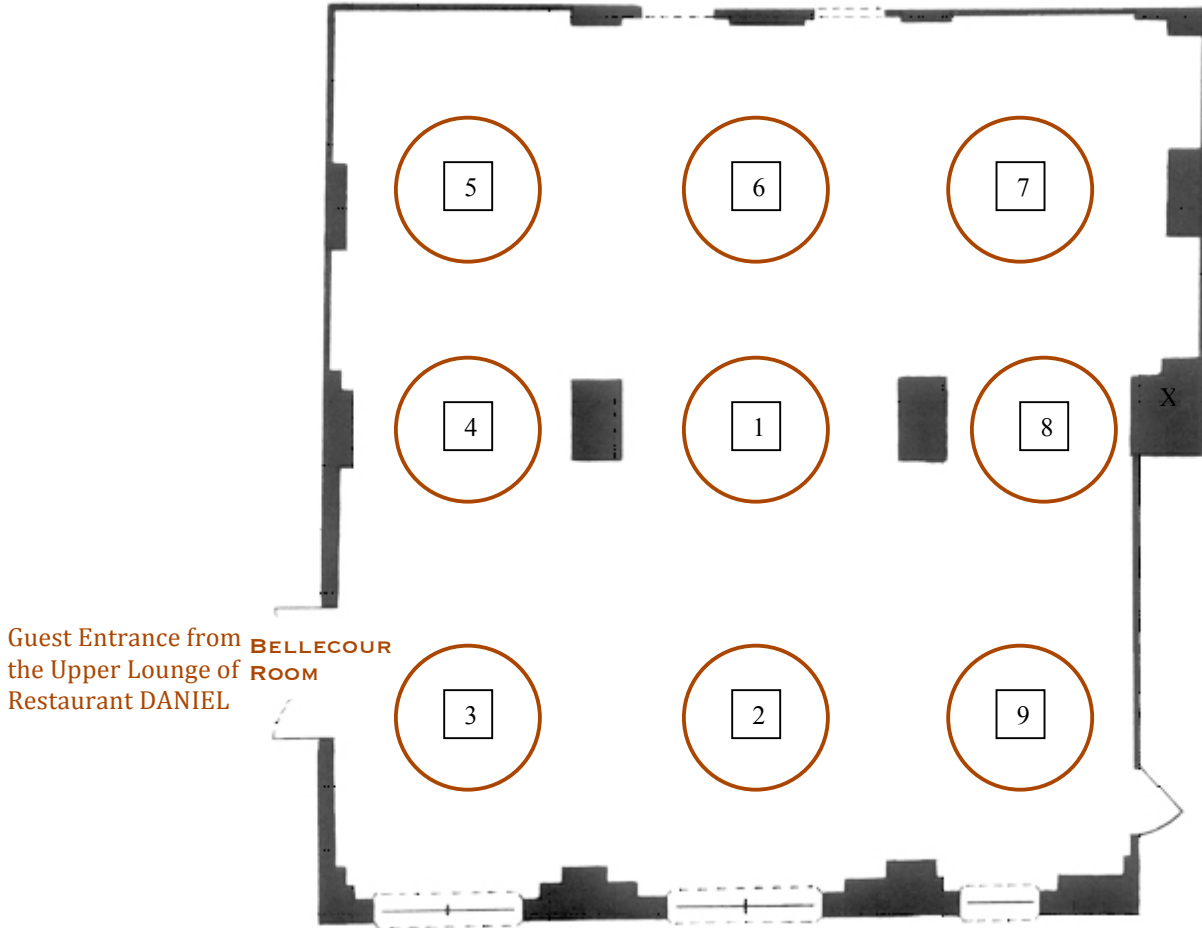 5
6
7
4
1
8
X
Guest Entrance from
the Upper Lounge of
Restaurant DANIEL
BELLECOUR
ROOM
3
2
9